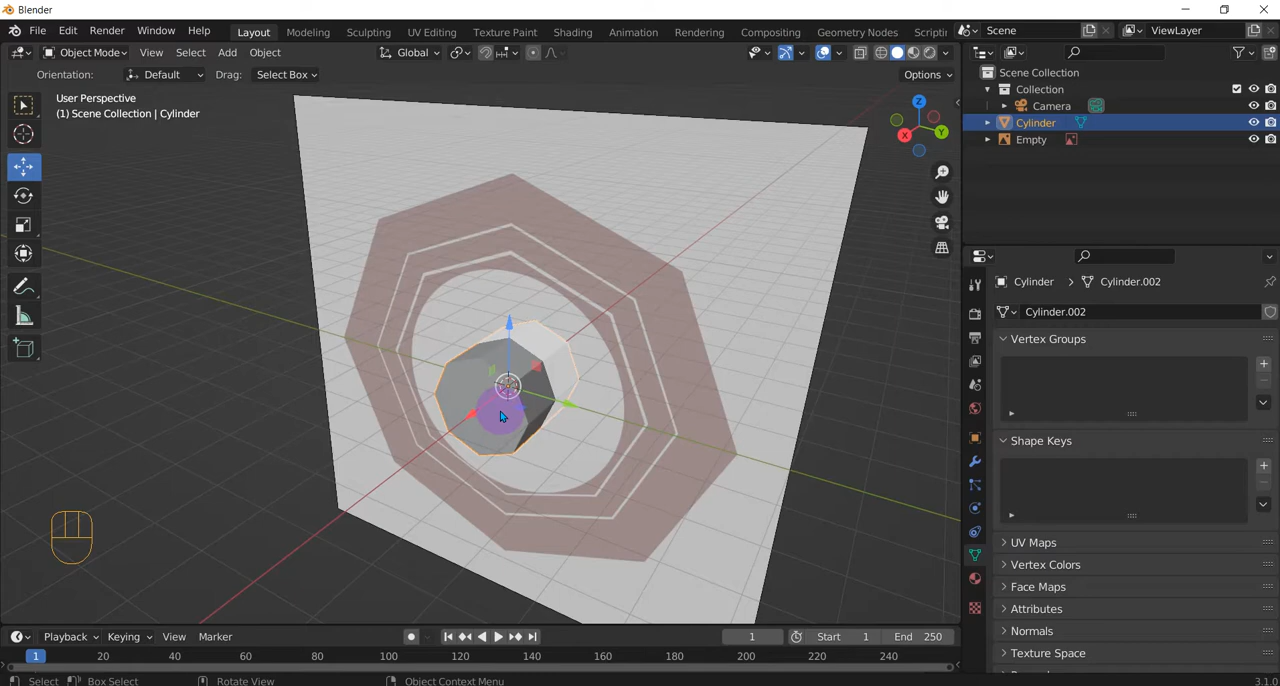 Blender
File Edit Render Window Help Layout Modeling Sculpting UV Editing Texture Paint Shading Animation Rendering Compositing Geometry Nodes Scriptin Scene ViewLayer
Object Mode View Select Add Object Global
Orientation: Default Drag: Select Box Options
User Perspective
(1) Scene Collection | Cylinder
Z
Y
X
y
Scene Collection
Collection
Camera
Cylinder
Empty
Cylinder > Cylinder.002
Cylinder.002
Vertex Groups
Shape Keys
UV Maps
Vertex Colors
Face Maps
Attributes
Normals
Texture Space
Playback Keying View Marker 1 Start 1 End 250
1 20 40 60 80 100 120 140 160 180 200 220 240
Select Box Select Rotate View Object Context Menu 3.1.0